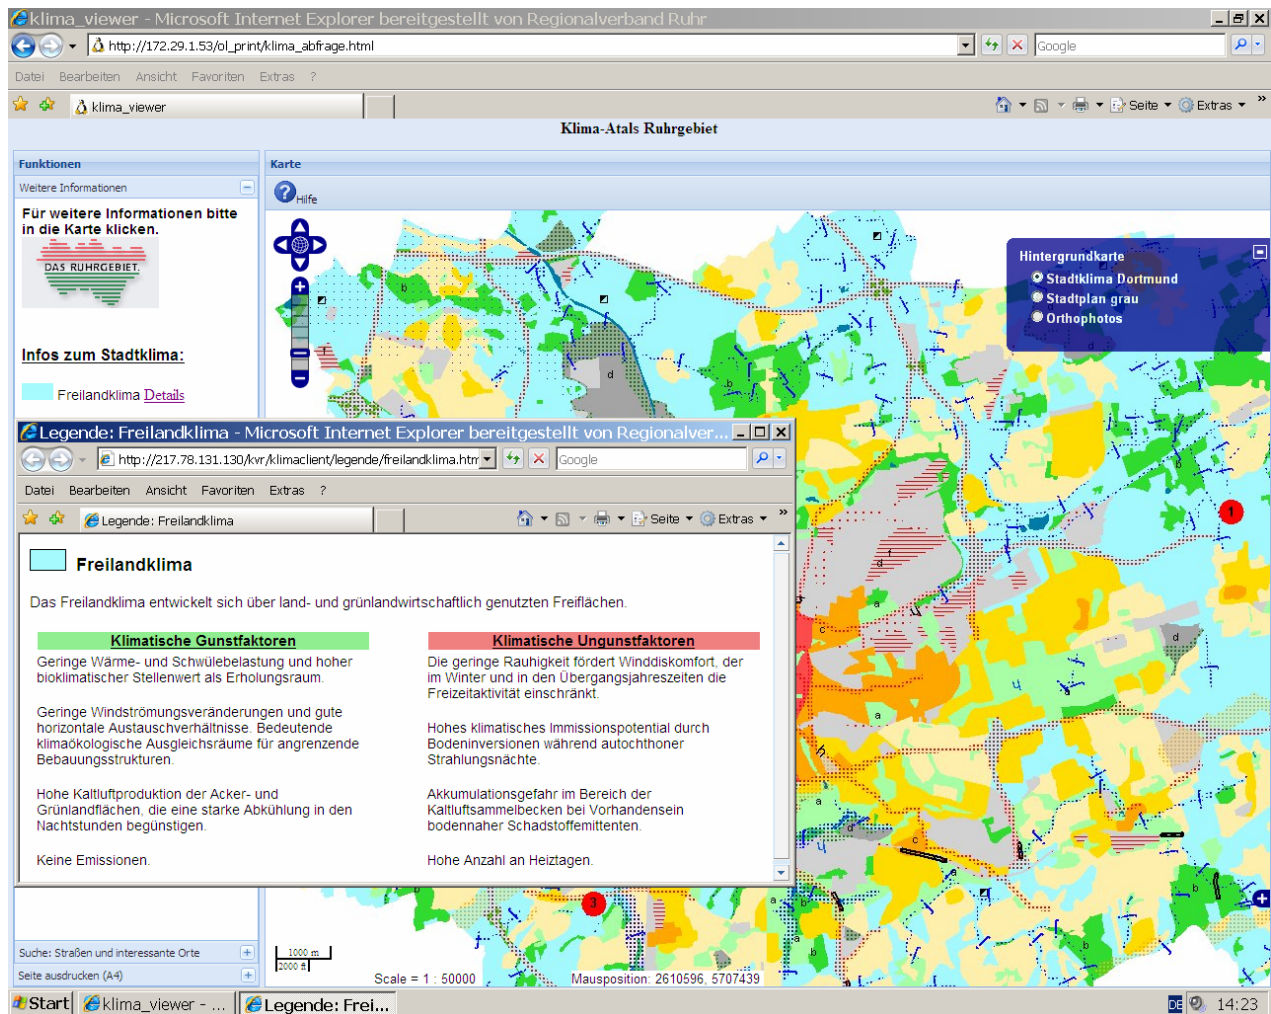 klima_viewer - Microsoft Internet Explorer bereitgestellt von Regionalverband Ruhr
http://172.29.1.53/ol_print/klima_abfrage.html
Google
Datei Bearbeiten Ansicht Favoriten Extras ?
klima_viewer
Seite Extras »
Klima-Atals Ruhrgebiet
Funktionen
Karte
Weitere Informationen
Hilfe
Für weitere Informationen bitte
in die Karte klicken.
DAS RUHRGEBIET.
Infos zum Stadtklima:
Freilandklima Details
Hintergrundkarte
Stadtklima Dortmund
Stadtplan grau
Orthophotos
Legende: Freilandklima - Microsoft Internet Explorer bereitgestellt von Regionalver...
http://217.78.131.130/kvr/klimaclient/legende/freilandklima.htm
Google
Datei Bearbeiten Ansicht Favoriten Extras ?
Legende: Freilandklima
Seite Extras »
Freilandklima
Das Freilandklima entwickelt sich über land- und grünlandwirtschaftlich genutzten Freiflächen.
Klimatische Gunstfaktoren
Geringe Wärme- und Schwülebelastung und hoher
bioklimatischer Stellenwert als Erholungsraum.
Geringe Windströmungsveränderungen und gute
horizontale Austauschverhältnisse. Bedeutende
klimaökologische Ausgleichsräume für angrenzende
Bebauungsstrukturen.
Hohe Kaltluftproduktion der Acker- und
Grünlandflächen, die eine starke Abkühlung in den
Nachtstunden begünstigen.
Keine Emissionen.
Klimatische Ungunstfaktoren
Die geringe Rauhigkeit fördert Winddiskomfort, der
im Winter und in den Übergangsjahreszeiten die
Freizeitaktivität einschränkt.
Hohes klimatisches Immissionspotential durch
Bodeninversionen während autochthoner
Strahlungsnächte.
Akkumulationsgefahr im Bereich der
Kaltluftsammelbecken bei Vorhandensein
bodennaher Schadstoffemittenten.
Hohe Anzahl an Heiztagen.
b
d
b
b
1
f
d
a
c
a
d
4
a
a
h
a
d
4
c
a
b
b
3
a
b
a
b
Suche: Straßen und interessante Orte
Seite ausdrucken (A4)
1000 m
2000 ft
Scale = 1 : 50000
Mausposition: 2610596, 5707439
Start
klima_viewer - ...
Legende: Frei...
DE
14:23